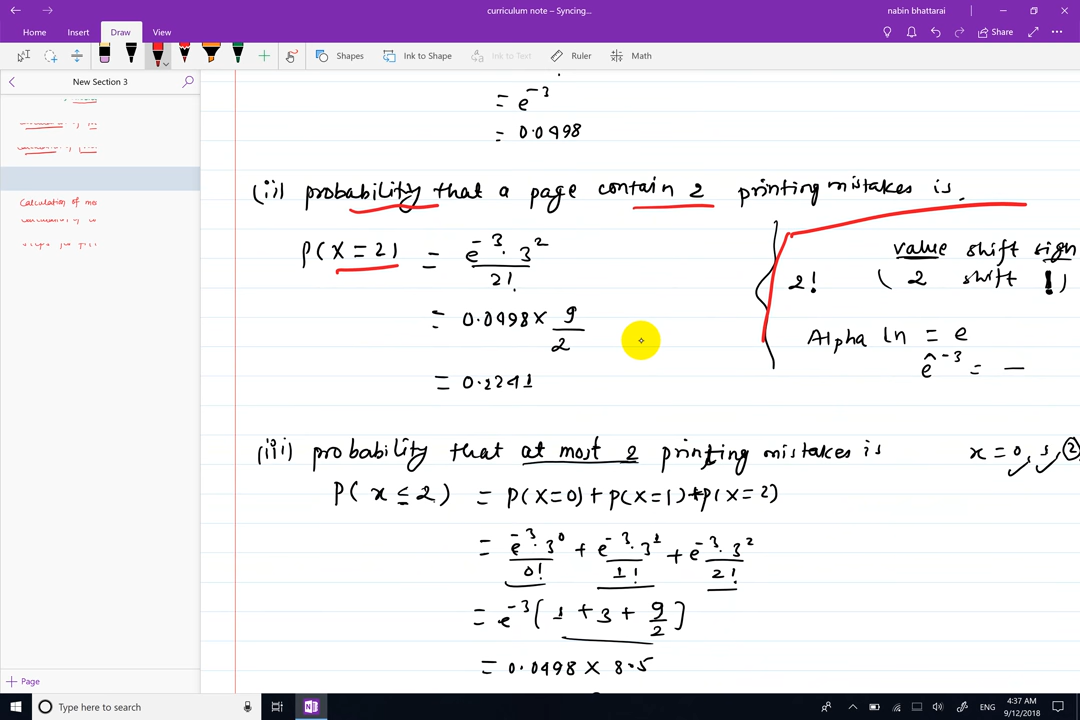 curriculum note – Syncing...
nabin bhattarai
Home Insert Draw View
Share
Shapes Ink to Shape Ink to Text Ruler Math
New Section 3
Calculation of
= e^-3
= 0.0498
(ii) probability that a page contain 2 printing mistakes is.
P(X = 2) = e^-3. 3^2 / 2!
= 0.0498 × 9/2
= 0.2241
value shift sign
2! ( 2 shift !)
Alpha ln = e
e^-3 = —
(iii) probability that at most 2 printing mistakes is
x = 0, 1, 2
P( x ≤ 2) = P(X=0) + P(X=1) + P(X=2)
= e^-3. 3^0 / 0! + e^-3. 3^1 / 1! + e^-3. 3^2 / 2!
= e^-3 ( 1 + 3 + 9/2 )
= 0.0498 × 8.5
+ Page
Type here to search
ENG
4:37 AM
9/12/2018